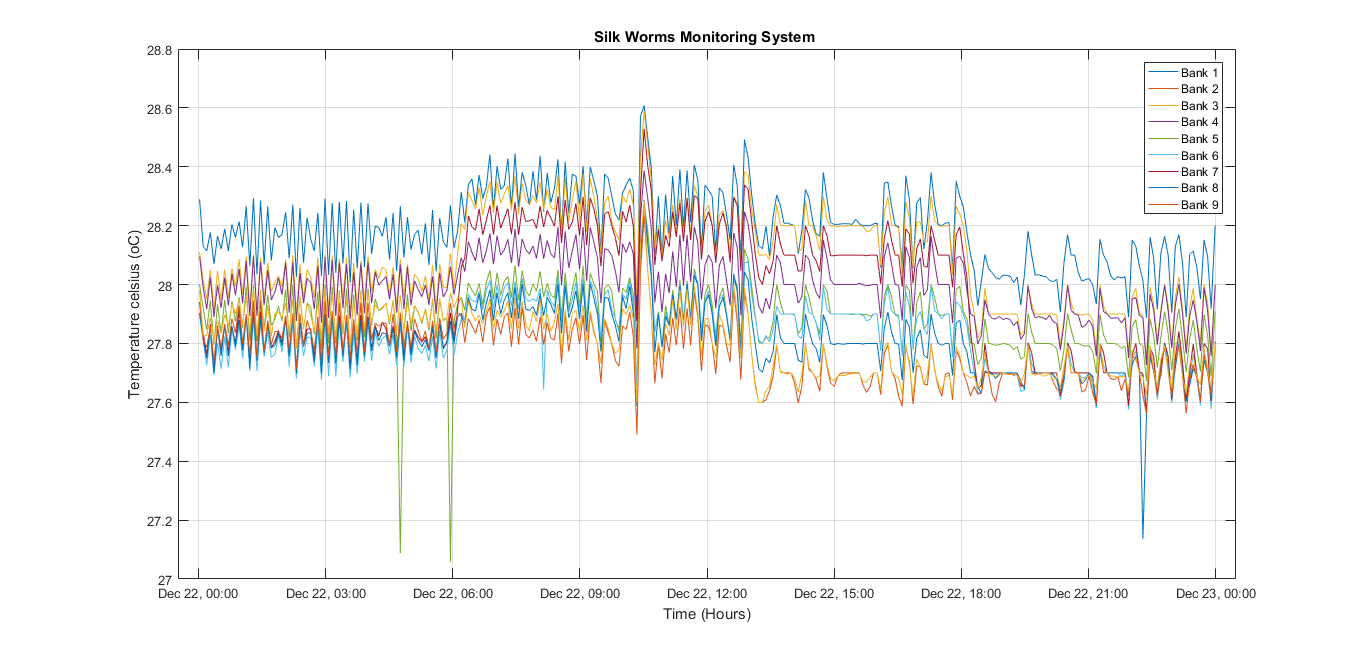 Silk Worms Monitoring System
28.8
28.6
28.4
28.2
28
27.8
27.6
27.4
27.2
27
Temperature celsius (oC)
Dec 22, 00:00 Dec 22, 03:00 Dec 22, 06:00 Dec 22, 09:00 Dec 22, 12:00 Dec 22, 15:00 Dec 22, 18:00 Dec 22, 21:00 Dec 23, 00:00
Time (Hours)
Bank 1
Bank 2
Bank 3
Bank 4
Bank 5
Bank 6
Bank 7
Bank 8
Bank 9